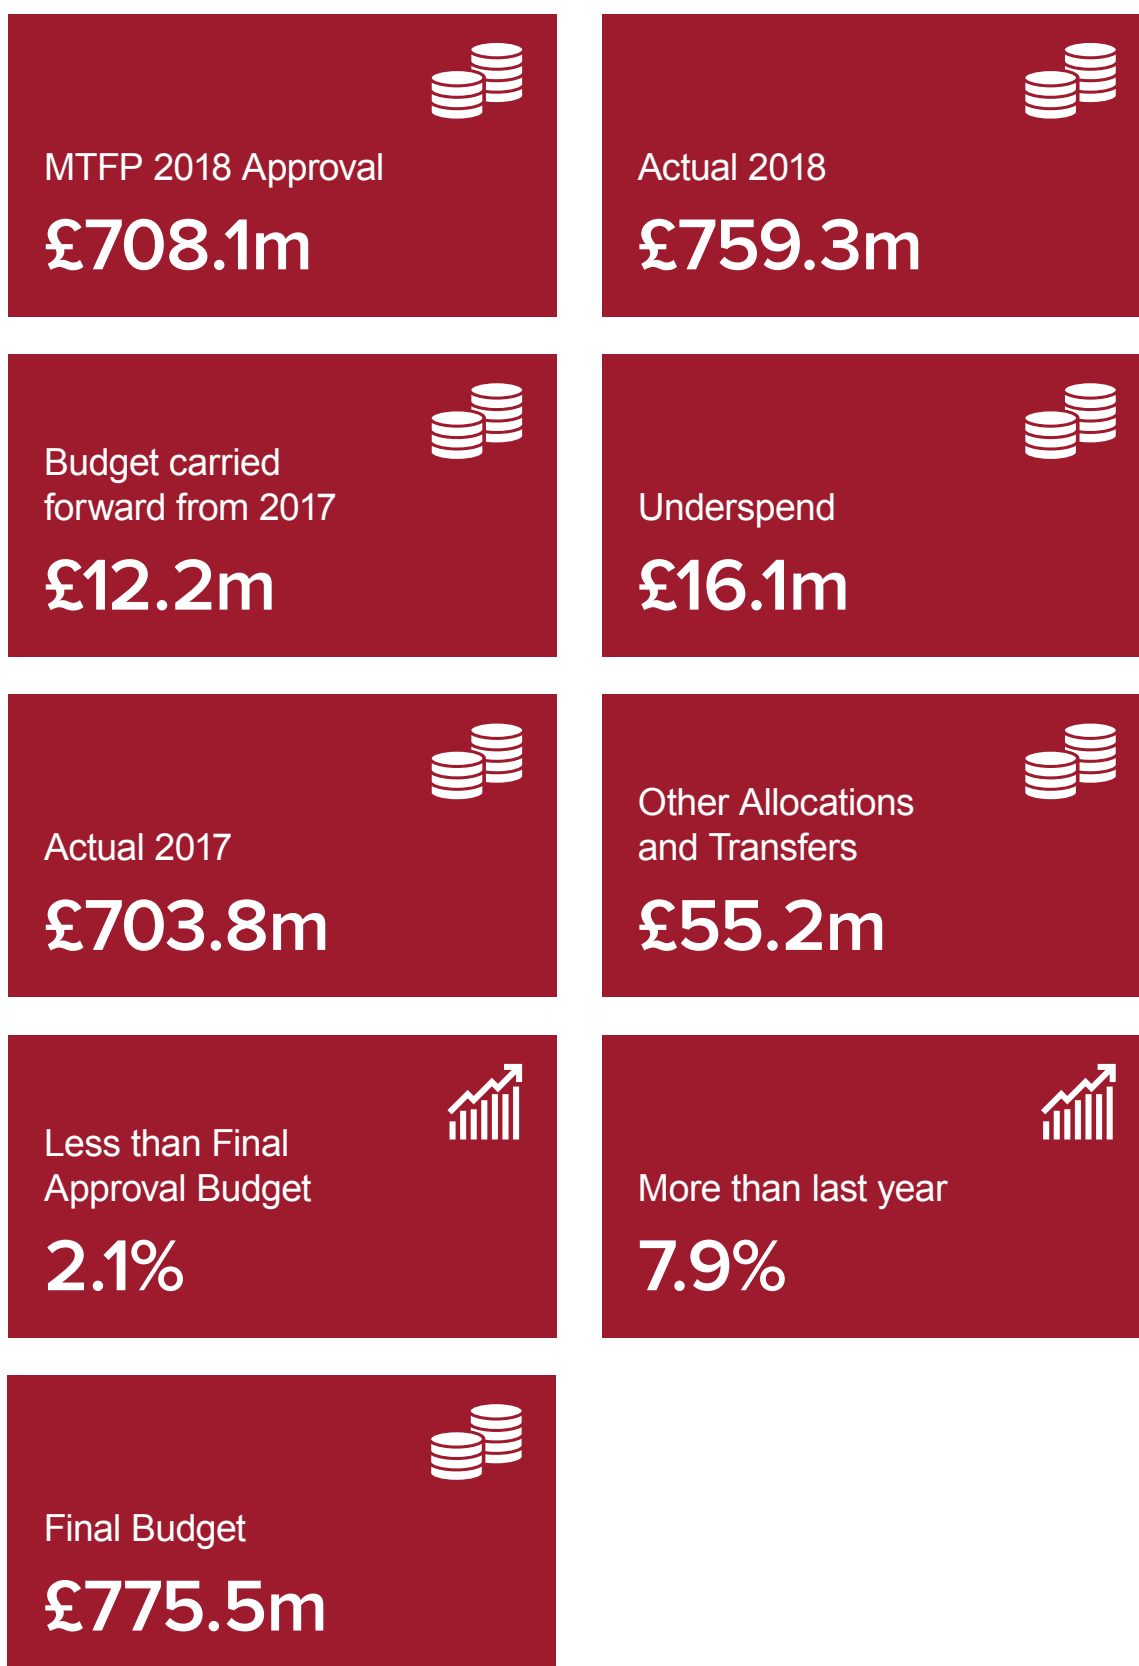 MTFP 2018 Approval
£708.1m
Actual 2018
£759.3m
Budget carried
forward from 2017
£12.2m
Underspend
£16.1m
Actual 2017
£703.8m
Other Allocations
and Transfers
£55.2m
Less than Final
Approval Budget
2.1%
More than last year
7.9%
Final Budget
£775.5m